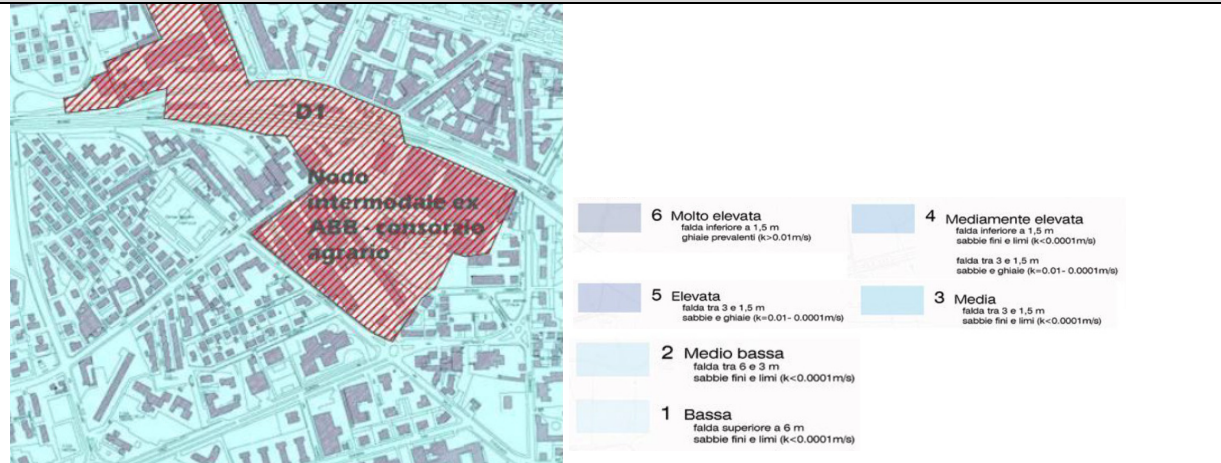 D1
Nodo
intermodale ex
ABB - consorzio
agrario
6 Molto elevata
falda inferiore a 1,5 m
ghiaie prevalenti (k>0.01m/s)
4 Mediamente elevata
falda inferiore a 1,5 m
sabbie fini e limi (k<0.0001m/s)
falda tra 3 e 1,5 m
sabbie e ghiaie (k=0.01- 0.0001m/s)
5 Elevata
falda tra 3 e 1,5 m
sabbie e ghiaie (k=0.01- 0.0001m/s)
3 Media
falda tra 3 e 1,5 m
sabbie fini e limi (k<0.0001m/s)
2 Medio bassa
falda tra 6 e 3 m
sabbie fini e limi (k<0.0001m/s)
1 Bassa
falda superiore a 6 m
sabbie fini e limi (k<0.0001m/s)